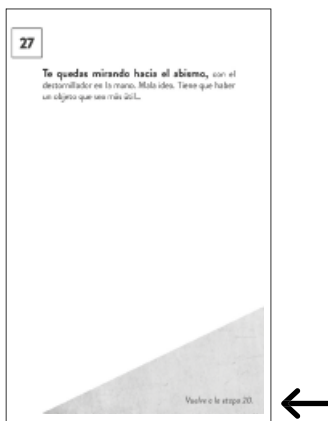 27
Te quedas mirando hacia el abismo, con el
destornillador en la mano. Mala idea. Tiene que haber
un objeto que sea más útil...
Vuelve a la etapa 20.